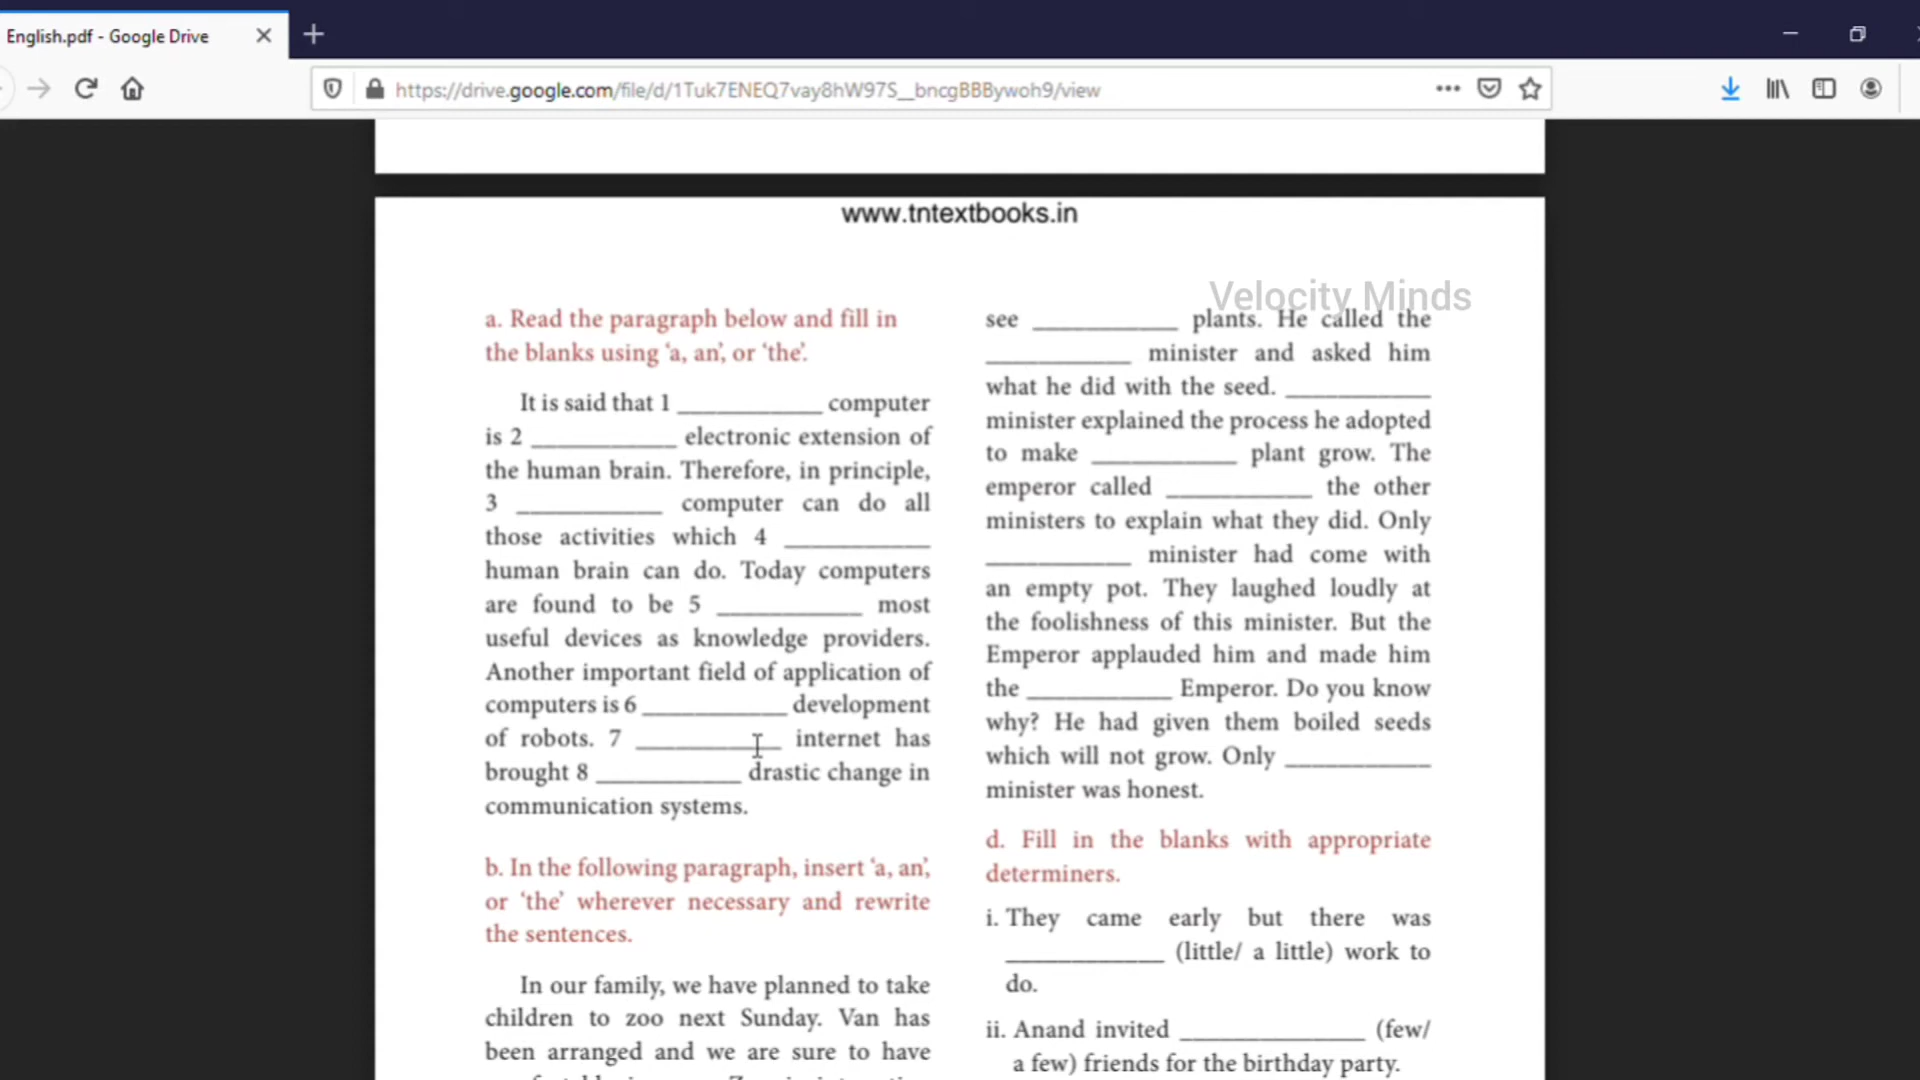 English.pdf - Google Drive
https://drive.google.com/file/d/1Tuk7ENEQ7vay8hW97S__bncgBBBywoh9/view
www.tntextbooks.in
Velocity Minds
a. Read the paragraph below and fill in
the blanks using ‘a, an’, or ‘the’.
It is said that 1 ___________ computer
is 2 ___________ electronic extension of
the human brain. Therefore, in principle,
3 ___________ computer can do all
those activities which 4 ___________
human brain can do. Today computers
are found to be 5 ___________ most
useful devices as knowledge providers.
Another important field of application of
computers is 6 ___________ development
of robots. 7 ___________ internet has
brought 8 ___________ drastic change in
communication systems.
b. In the following paragraph, insert ‘a, an’,
or ‘the’ wherever necessary and rewrite
the sentences.
In our family, we have planned to take
children to zoo next Sunday. Van has
been arranged and we are sure to have
see ___________ plants. He called the
___________ minister and asked him
what he did with the seed. ___________
minister explained the process he adopted
to make ___________ plant grow. The
emperor called ___________ the other
ministers to explain what they did. Only
___________ minister had come with
an empty pot. They laughed loudly at
the foolishness of this minister. But the
Emperor applauded him and made him
the ___________ Emperor. Do you know
why? He had given them boiled seeds
which will not grow. Only ___________
minister was honest.
d. Fill in the blanks with appropriate
determiners.
i. They came early but there was
____________ (little/ a little) work to
do.
ii. Anand invited ______________ (few/
a few) friends for the birthday party.